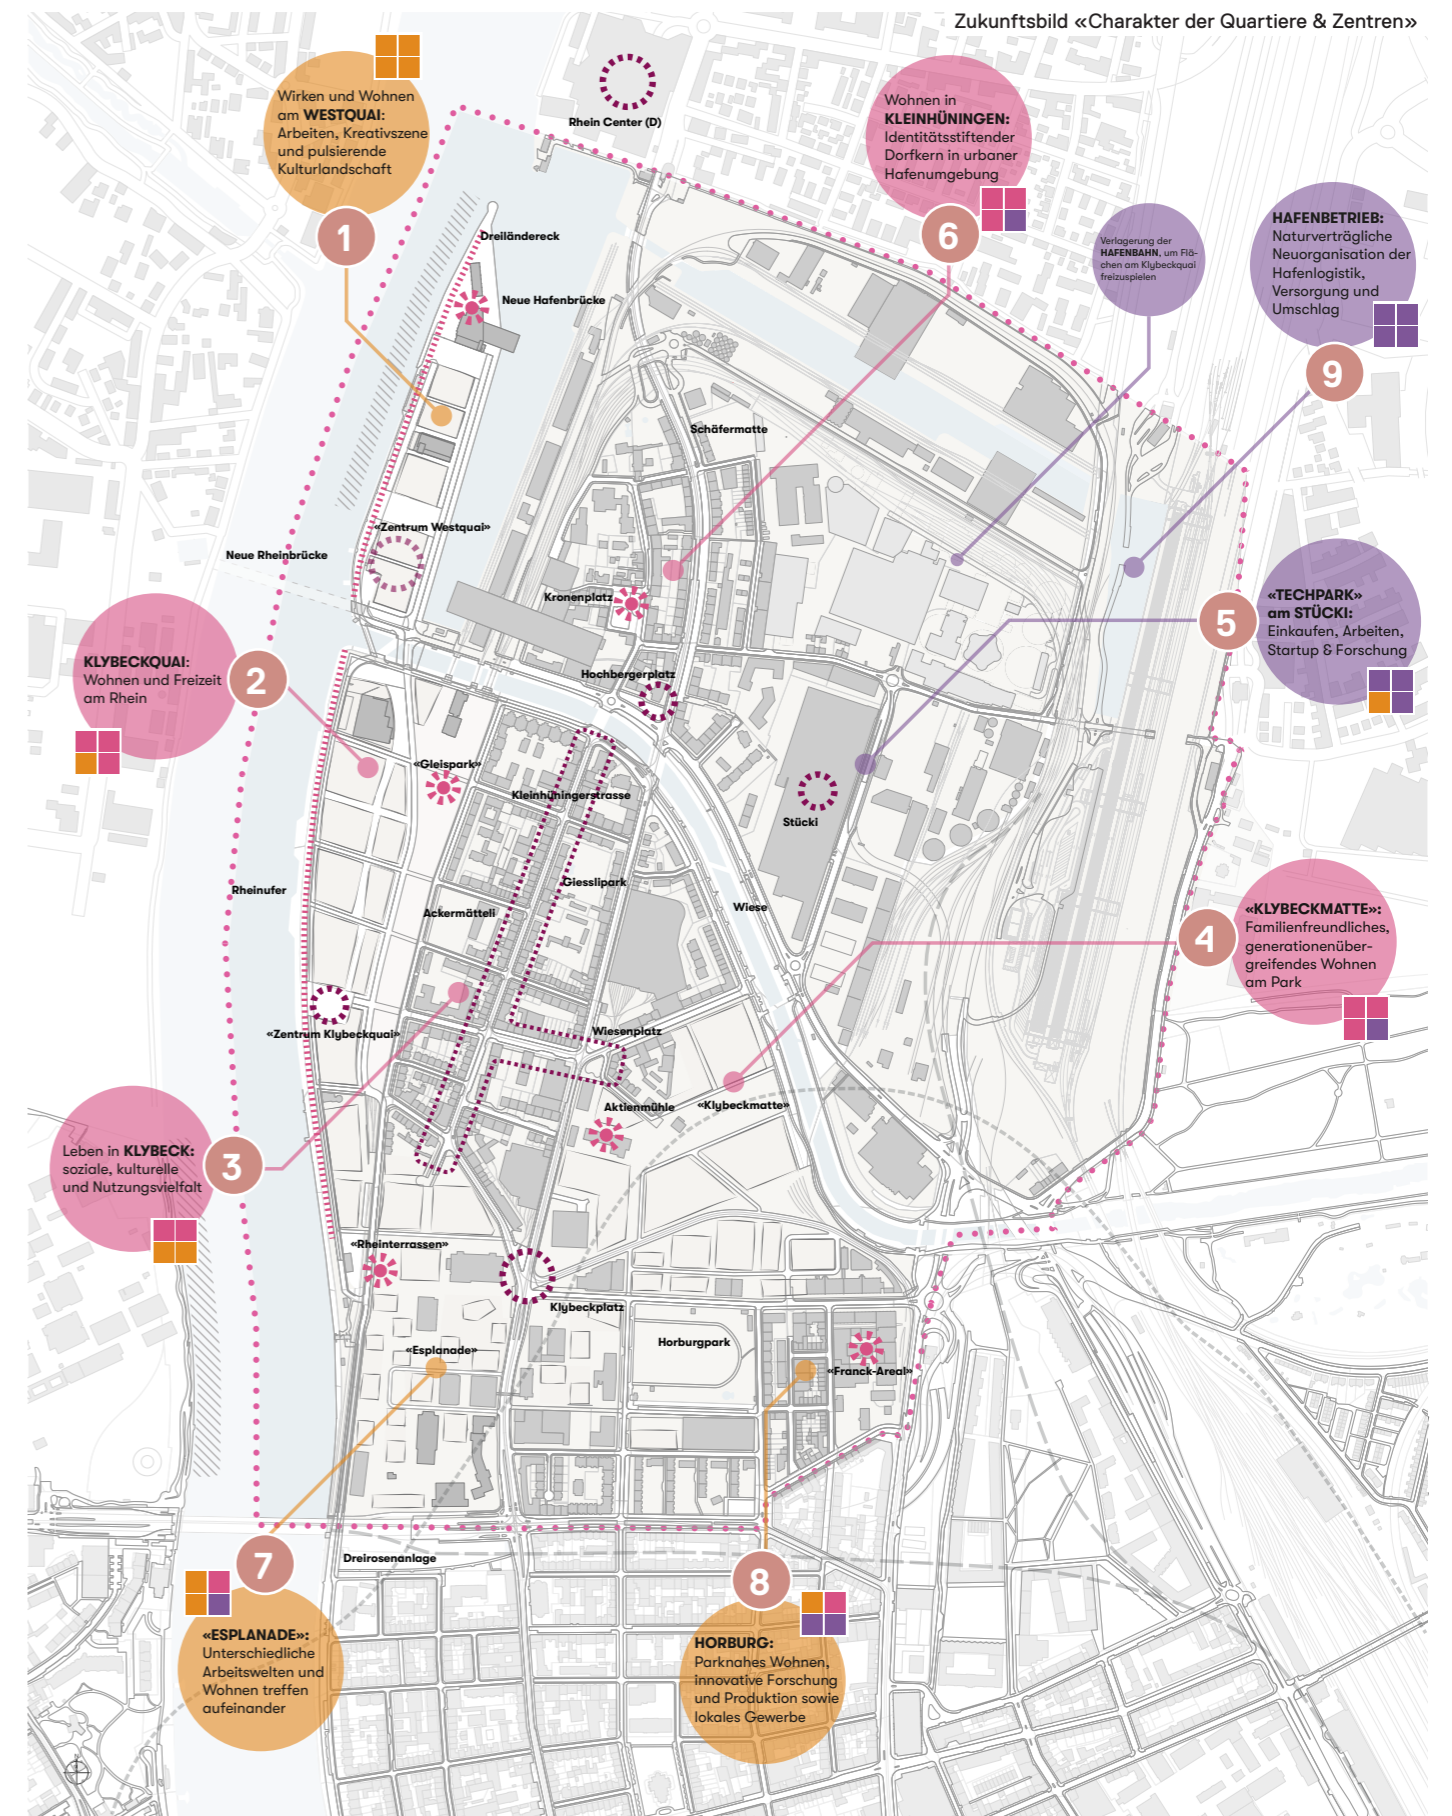 Zukunftsbild «Charakter der Quartiere & Zentren»
Wirken und Wohnen
am WESTQUAI:
Arbeiten, Kreativszene
und pulsierende
Kulturlandschaft
1
Rhein Center (D)
Wohnen in
KLEINHÜNINGEN:
Identitätsstiftender
Dorfkern in urbaner
Hafenumgebung
6
Verlagerung der
HAFENBAHN, um Flä-
chen am Klybeckquai
freizuspielen
HAFENBETRIEB:
Naturverträgliche
Neuorganisation der
Hafenlogistik,
Versorgung und
Umschlag
9
Dreiländereck
Neue Hafenbrücke
Schäfermatte
«Zentrum Westquai»
Neue Rheinbrücke
Kronenplatz
«TECHPARK»
am STÜCKI:
Einkaufen, Arbeiten,
Startup & Forschung
5
KLYBECKQUAI:
Wohnen und Freizeit
am Rhein
2
Hochbergerplatz
«Gleispark»
Kleinhüningerstrasse
Stücki
Giesslipark
Rheinufer
Ackermätteli
Wiese
«KLYBECKMATTE»:
Familienfreundliches,
generationenüber-
greifendes Wohnen
am Park
4
«Zentrum Klybeckquai»
Wiesenplatz
Aktienmühle
«Klybeckmatte»
Leben in KLYBECK:
soziale, kulturelle
und Nutzungsvielfalt
3
«Rheinterrassen»
Klybeckplatz
Horburgpark
«Esplanade»
«Franck-Areal»
Dreirosenanlage
7
«ESPLANADE»:
Unterschiedliche
Arbeitswelten und
Wohnen treffen
aufeinander
8
HORBURG:
Parknahes Wohnen,
innovative Forschung
und Produktion sowie
lokales Gewerbe